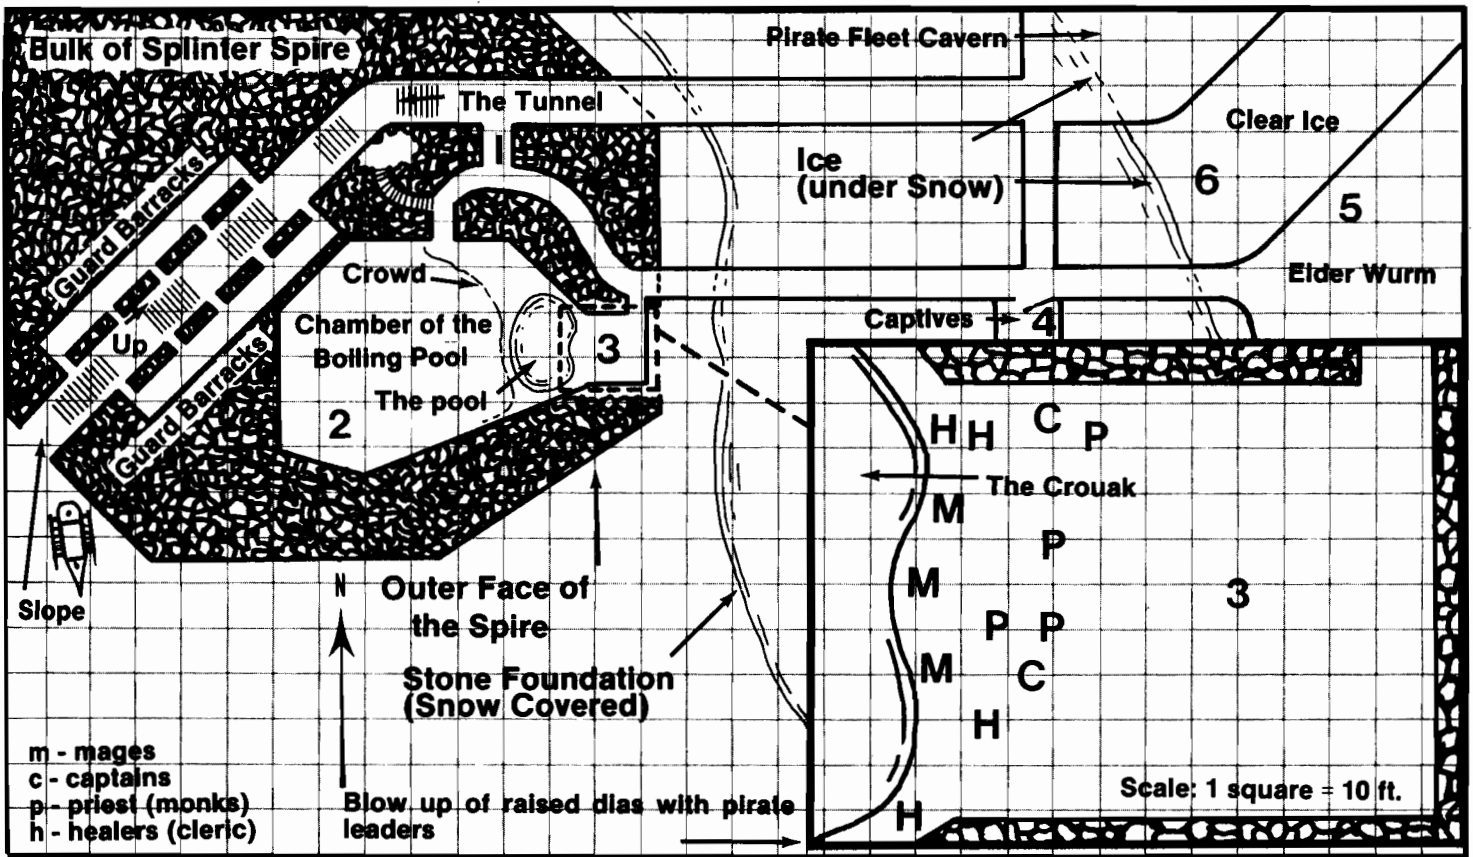 Bulk of Splinter Spire
Pirate Fleet Cavern
The Tunnel
Clear Ice
1
Ice
(under Snow)
6
5
Guard Barracks
Crowd
Elder Wurm
Chamber of the
Boiling Pool
3
Captives
4
Up
The pool
2
Guard Barracks
H H C P
The Crouak
M
P
N
Outer Face of
the Spire
M
3
Slope
P P
Stone Foundation
(Snow Covered)
M C
H
m - mages
c - captains
p - priest (monks)
h - healers (cleric)
Scale: 1 square = 10 ft.
Blow up of raised dias with pirate
leaders
H